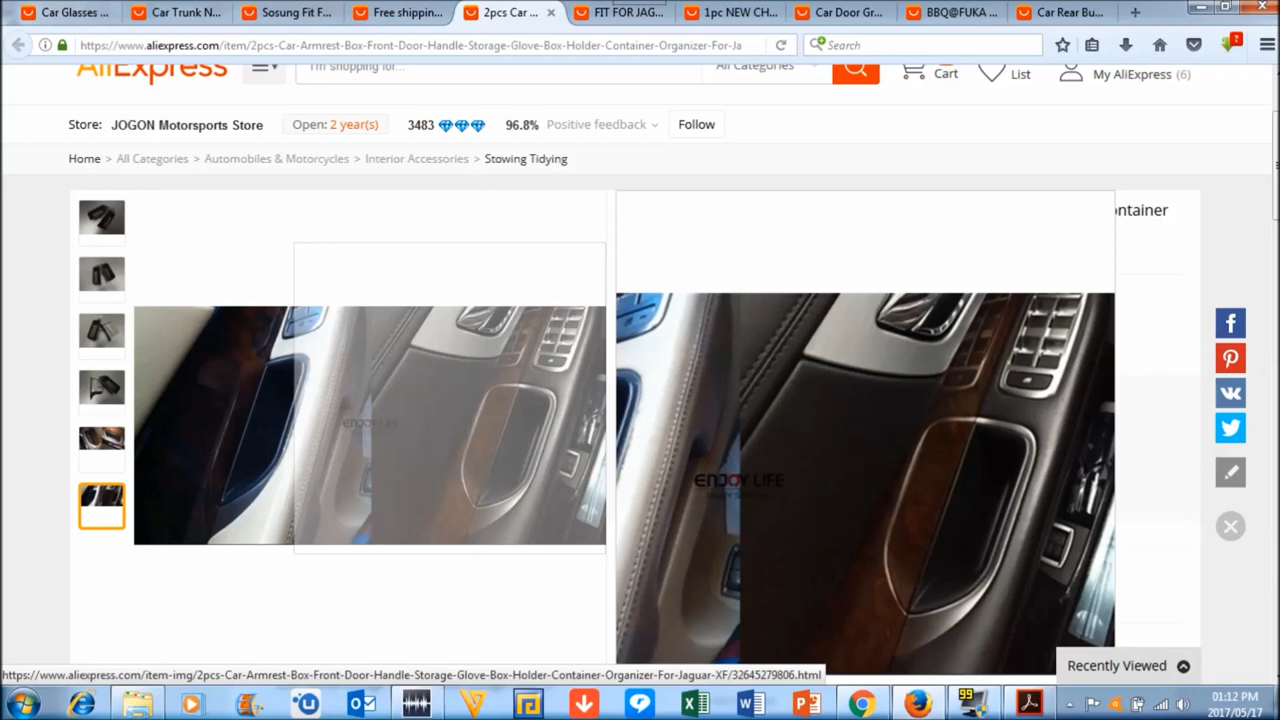 Car Glasses ...
Car Trunk N...
Sosung Fit F...
Free shippin...
2pcs Car ...
FIT FOR JAG...
1pc NEW CH...
Car Door Gr...
BBQ@FUKA ...
Car Rear Bu...
https://www.aliexpress.com/item/2pcs-Car-Armrest-Box-Front-Door-Handle-Storage-Glove-Box-Holder-Container-Organizer-For-Ja
Search
?
AliExpress
I'm shopping for...
All Categories
Cart
List
My AliExpress (6)
Store: JOGON Motorsports Store
Open: 2 year(s)
3483
96.8% Positive feedback
Follow
Home > All Categories > Automobiles & Motorcycles > Interior Accessories > Stowing Tidying
ontainer
ENJOY LIFE
ENJOY LIFE
https://www.aliexpress.com/item-img/2pcs-Car-Armrest-Box-Front-Door-Handle-Storage-Glove-Box-Holder-Container-Organizer-For-Jaguar-XF/32645279806.html
Recently Viewed
99
01:12 PM
2017/05/17